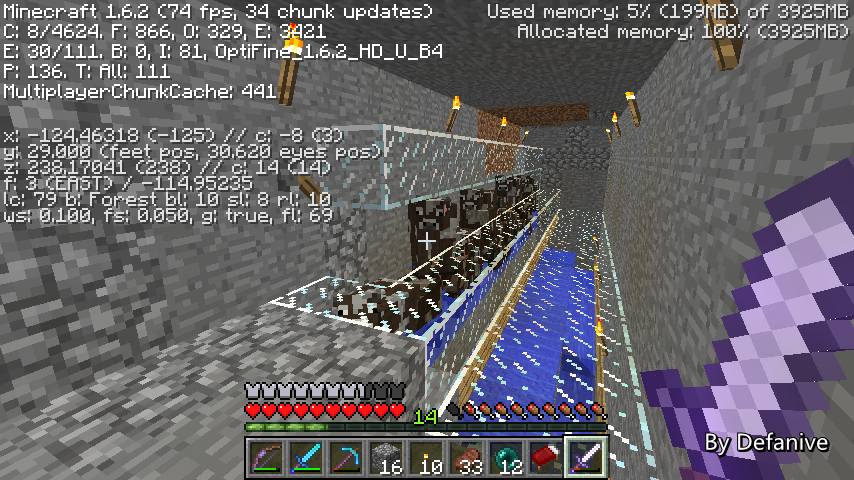 Minecraft 1.6.2 (74 fps, 34 chunk updates)
C: 8/4624, F: 866, O: 329, E: 3421
E: 30/111, B: 0, I: 81, OptiFine_1.6.2_HD_U_B4
P: 136, T: All: 111
MultiplayerChunkCache: 441
Used memory: 5% (199MB) of 3925MB
Allocated memory: 100% (3925MB)
x: -124.46318 (-125) // c: -8 (3)
y: 29.000 (feet pos, 30.620 eyes pos)
z: 238.17041 (238) // c: 14 (14)
f: 3 (EAST) / -114.95235
lc: 79 b: Forest bl: 10 sl: 8 rl: 10
ws: 0.100, fs: 0.050, g: true, fl: 69
14
16 10 33 12
By Defanive